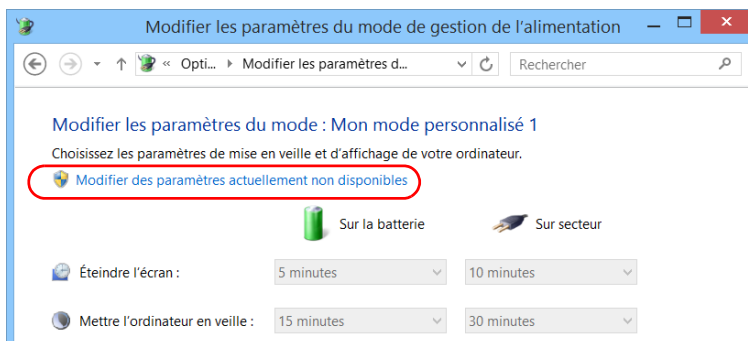 Modifier les paramètres du mode de gestion de l'alimentation
« Opti... ▸ Modifier les paramètres d... Rechercher
Modifier les paramètres du mode : Mon mode personnalisé 1
Choisissez les paramètres de mise en veille et d'affichage de votre ordinateur.
Modifier des paramètres actuellement non disponibles
Sur la batterie Sur secteur
Éteindre l'écran : 5 minutes 10 minutes
Mettre l'ordinateur en veille : 15 minutes 30 minutes